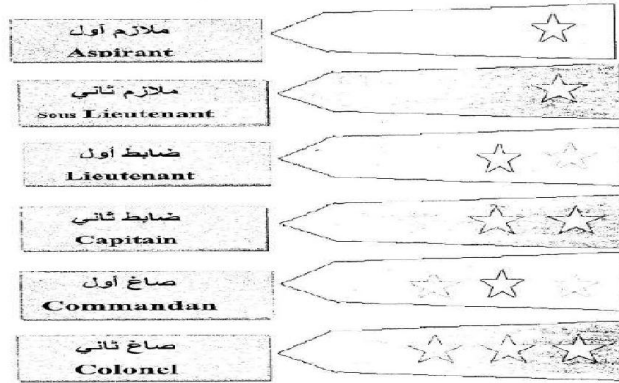 ملازم أول
Aspirant
ملازم ثاني
Sous Lieutenant
ضابط أول
Lieutenant
ضابط ثاني
Capitain
صاغ أول
Commandan
صاغ ثاني
Colonel